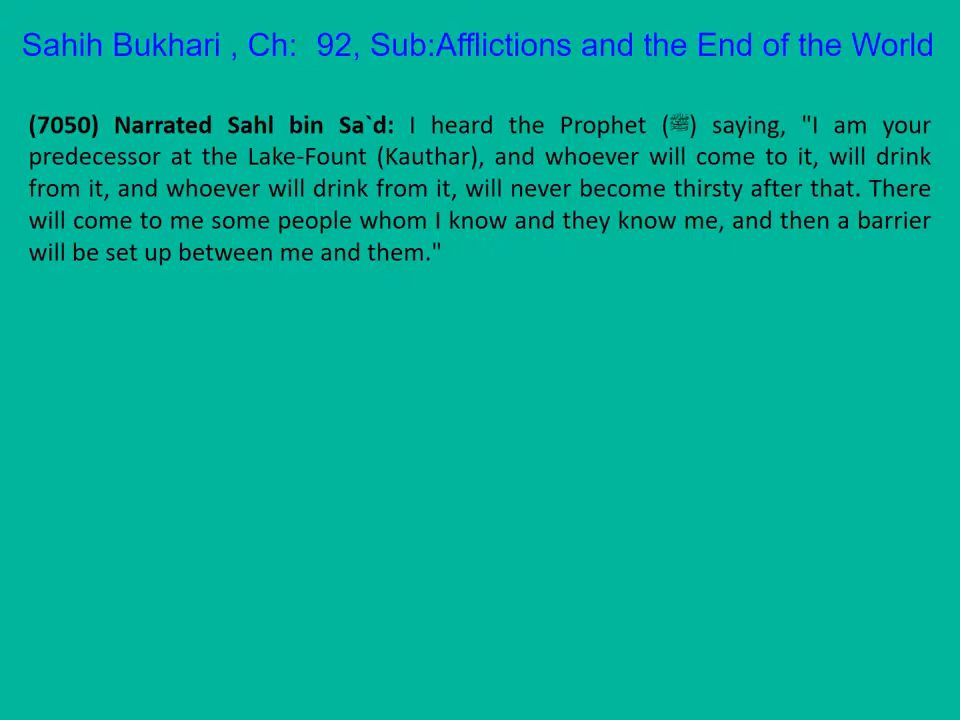 Sahih Bukhari , Ch:  92, Sub:Afflictions and the End of the World
(7050) Narrated Sahl bin Sa`d: I heard the Prophet (ﷺ) saying, "I am your
predecessor at the Lake-Fount (Kauthar), and whoever will come to it, will drink
from it, and whoever will drink from it, will never become thirsty after that. There
will come to me some people whom I know and they know me, and then a barrier
will be set up between me and them."